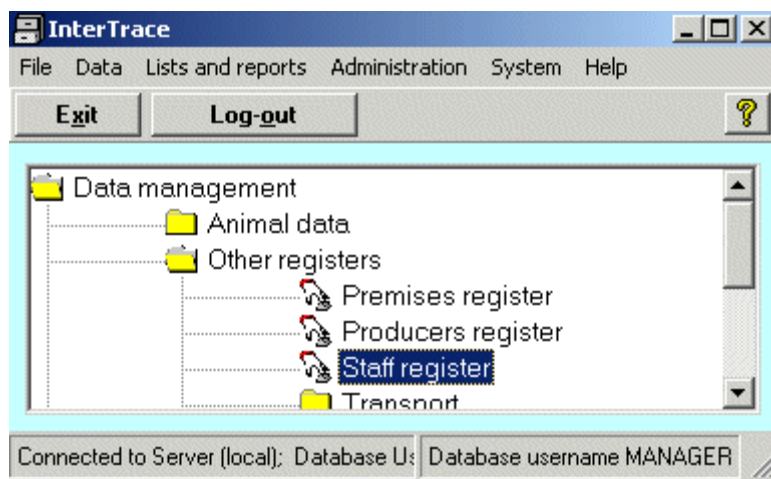 InterTrace
File Data Lists and reports Administration System Help
Exit Log-out ?
Data management
Animal data
Other registers
Premises register
Producers register
Staff register
Transport
Connected to Server (local); Database Us Database username MANAGER